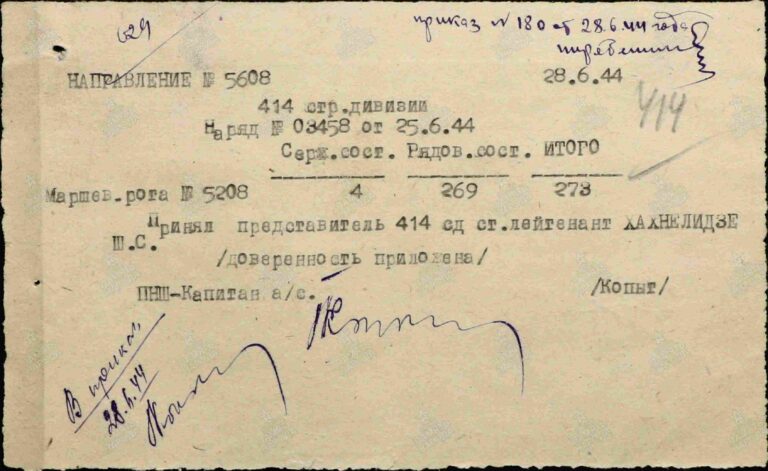 629
приказ № 180 от 28.6.44 года
НАПРАВЛЕНИЕ № 5608 28.6.44
414
414 стр.дивизии
Наряд № 03458 от 25.6.44
Серж.сост. Рядов.сост. ИТОГО
Маршев.рота № 5208 4 269 273
Принял представитель 414 сд ст.лейтенант ХАХНЕЛИДЗЕ
Ш.С.
/доверенность приложена/
ПНШ-Капитан а/с. /Копыт/
В приказ
28.6.44